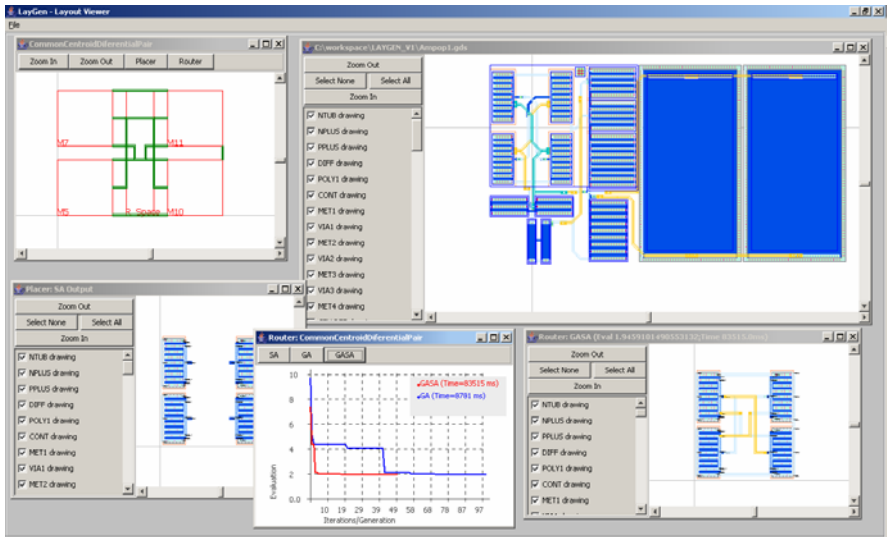 LayGen - Layout Viewer
File
CommonCentroidDiferentialPair
Zoom In Zoom Out Placer Router
M7 M11
M5 R_Space M10
C:\workspace\LAYGEN_V1\Ampop1.gds
Zoom Out
Select None Select All
Zoom In
NTUB drawing
NPLUS drawing
PPLUS drawing
DIFF drawing
POLY1 drawing
CONT drawing
MET1 drawing
VIA1 drawing
MET2 drawing
VIA2 drawing
MET3 drawing
VIA3 drawing
MET4 drawing
Placer: SA Output
Zoom Out
Select None Select All
Zoom In
NTUB drawing
NPLUS drawing
PPLUS drawing
DIFF drawing
POLY1 drawing
CONT drawing
MET1 drawing
VIA1 drawing
MET2 drawing
Router: CommonCentroidDiferentialPair
SA GA GASA
GASA (Time=83515 ms)
GA (Time=8781 ms)
10
8
6
4
2
0.0
Evaluation
10 19 29 39 49 58 68 78 87 97
Iterations/Generation
Router: GASA
Zoom Out
Select None Select All
Zoom In
NTUB drawing
NPLUS drawing
PPLUS drawing
DIFF drawing
POLY1 drawing
CONT drawing
MET1 drawing